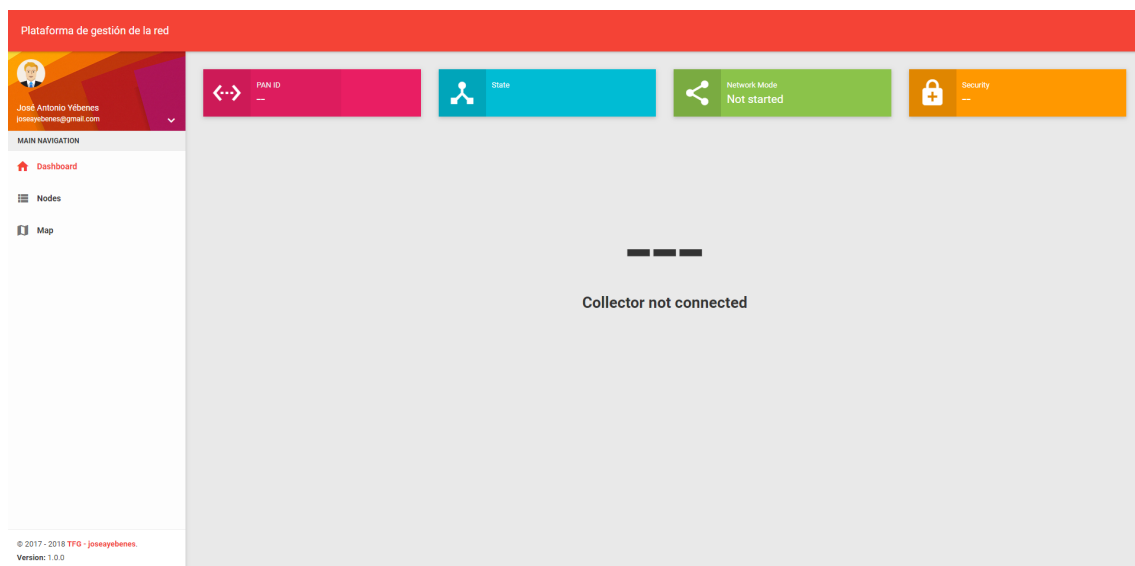 Plataforma de gestión de la red
José Antonio Yébenes
joseayebenes@gmail.com
MAIN NAVIGATION
Dashboard
Nodes
Map
PAN ID
--
State
Network Mode
Not started
Security
--
---
Collector not connected
© 2017 - 2018 TFG - joseayebenes.
Version: 1.0.0